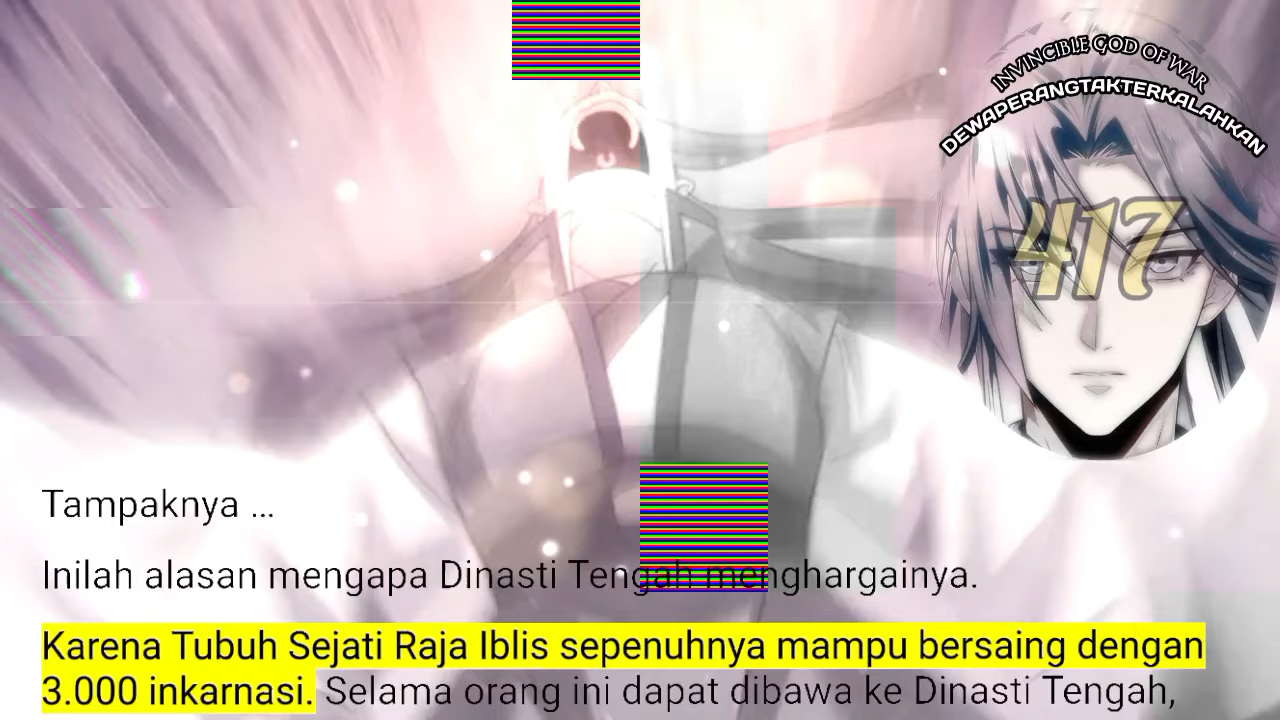 INVINCIBLE GOD OF WAR
DEWAPERANGTAKTERKALAHKAN
417
Tampaknya ...
Inilah alasan mengapa Dinasti Tengah menghargainya.
Karena Tubuh Sejati Raja Iblis sepenuhnya mampu bersaing dengan
3.000 inkarnasi. Selama orang ini dapat dibawa ke Dinasti Tengah,